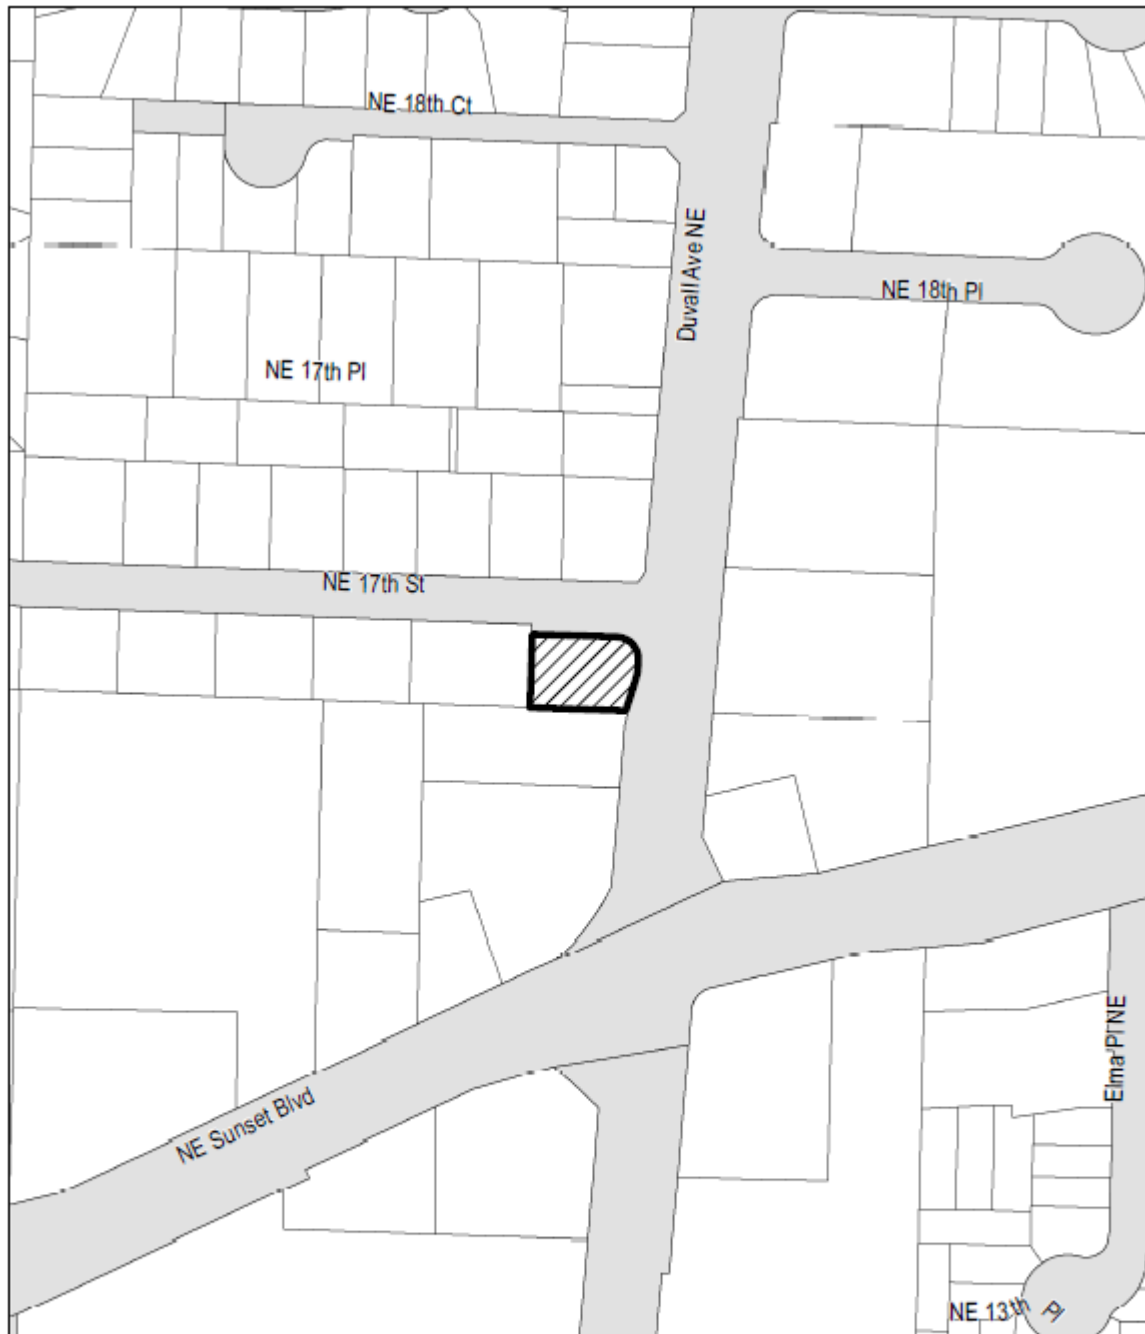 NE 18th Ct
Duvall Ave NE
NE 18th Pl
NE 17th Pl
NE 17th St
Elma Pl NE
NE Sunset Blvd
NE 13th Pl